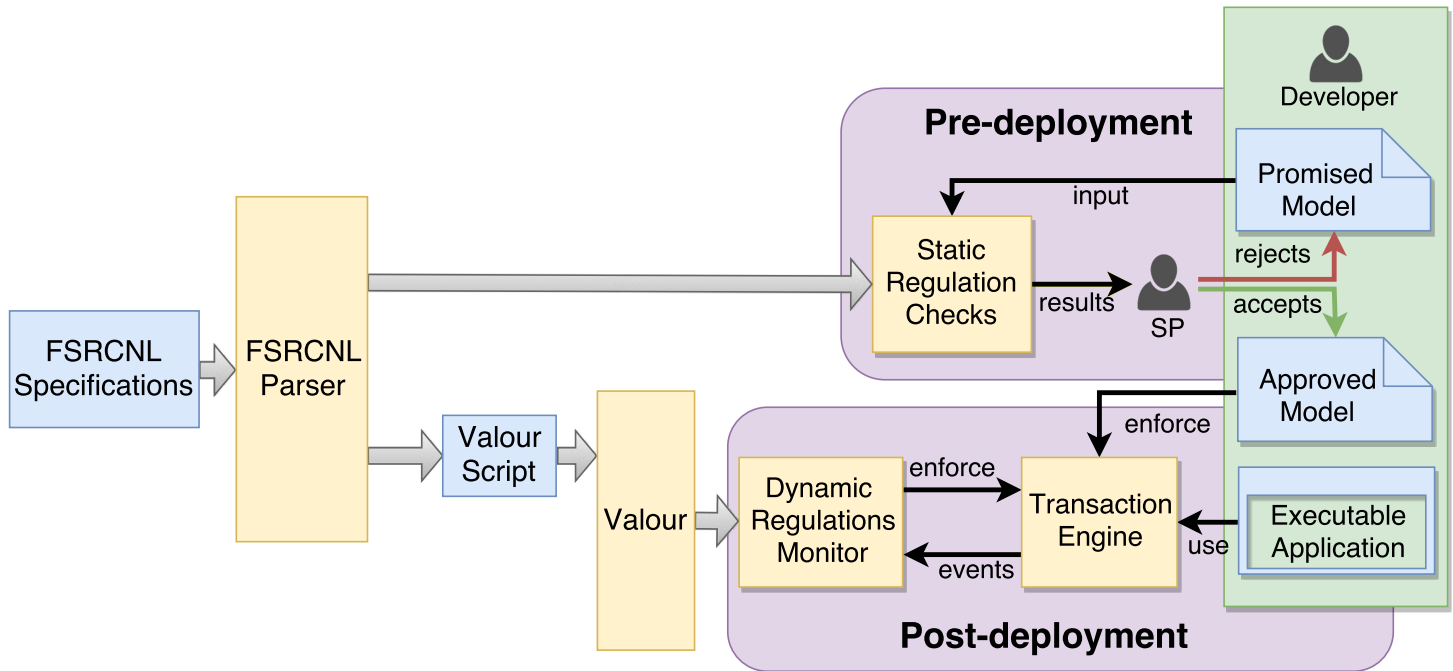 Developer
Pre-deployment
Promised
Model
input
Static
Regulation
Checks
results
SP
rejects
accepts
FSRCNL
Specifications
FSRCNL
Parser
Approved
Model
enforce
Valour
Script
Valour
Dynamic
Regulations
Monitor
enforce
events
Transaction
Engine
use
Executable
Application
Post-deployment